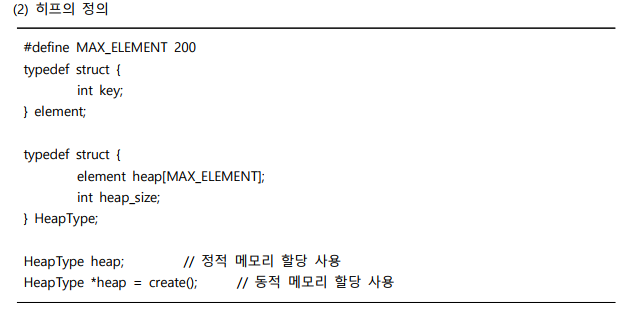 (2) 히프의 정의
#define MAX_ELEMENT 200
typedef struct {
int key;
} element;
typedef struct {
element heap[MAX_ELEMENT];
int heap_size;
} HeapType;
HeapType heap; // 정적 메모리 할당 사용
HeapType *heap = create(); // 동적 메모리 할당 사용